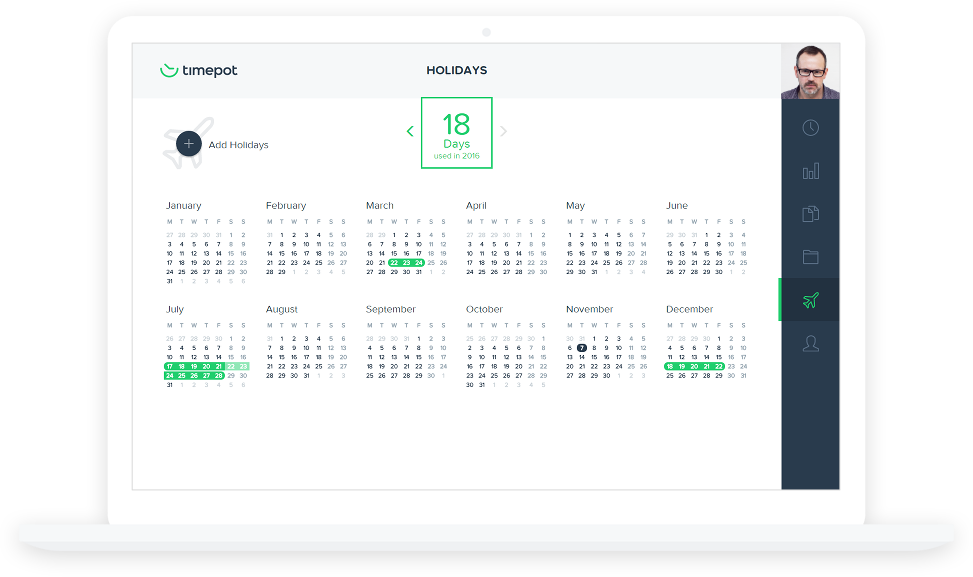 timepot
HOLIDAYS
18
Days
used in 2016
Add Holidays
January
M T W T F S S
27 28 29 30 31 1 2
3 4 5 6 7 8 9
10 11 12 13 14 15 16
17 18 19 20 21 22 23
24 25 26 27 28 29 30
31 1 2 3 4 5 6
February
M T W T F S S
31 1 2 3 4 5 6
7 8 9 10 11 12 13
14 15 16 17 18 19 20
21 22 23 24 25 26 27
28 29 1 2 3 4 5
March
M T W T F S S
28 29 1 2 3 4 5
6 7 8 9 10 11 12
13 14 15 16 17 18 19
20 21 22 23 24 25 26
27 28 29 30 31 1 2
April
M T W T F S S
27 28 29 30 31 1 2
3 4 5 6 7 8 9
10 11 12 13 14 15 16
17 18 19 20 21 22 23
24 25 26 27 28 29 30
May
M T W T F S S
1 2 3 4 5 6 7
8 9 10 11 12 13 14
15 16 17 18 19 20 21
22 23 24 25 26 27 28
29 30 31 1 2 3 4
June
M T W T F S S
29 30 31 1 2 3 4
5 6 7 8 9 10 11
12 13 14 15 16 17 18
19 20 21 22 23 24 25
26 27 28 29 30 1 2
July
M T W T F S S
26 27 28 29 30 1 2
3 4 5 6 7 8 9
10 11 12 13 14 15 16
17 18 19 20 21 22 23
24 25 26 27 28 29 30
31 1 2 3 4 5 6
August
M T W T F S S
31 1 2 3 4 5 6
7 8 9 10 11 12 13
14 15 16 17 18 19 20
21 22 23 24 25 26 27
28 29 30 31 1 2 3
September
M T W T F S S
28 29 30 31 1 2 3
4 5 6 7 8 9 10
11 12 13 14 15 16 17
18 19 20 21 22 23 24
25 26 27 28 29 30 1
October
M T W T F S S
25 26 27 28 29 30 1
2 3 4 5 6 7 8
9 10 11 12 13 14 15
16 17 18 19 20 21 22
23 24 25 26 27 28 29
30 31 1 2 3 4 5
November
M T W T F S S
30 31 1 2 3 4 5
6 7 8 9 10 11 12
13 14 15 16 17 18 19
20 21 22 23 24 25 26
27 28 29 30 1 2 3
December
M T W T F S S
27 28 29 30 1 2 3
4 5 6 7 8 9 10
11 12 13 14 15 16 17
18 19 20 21 22 23 24
25 26 27 28 29 30 31